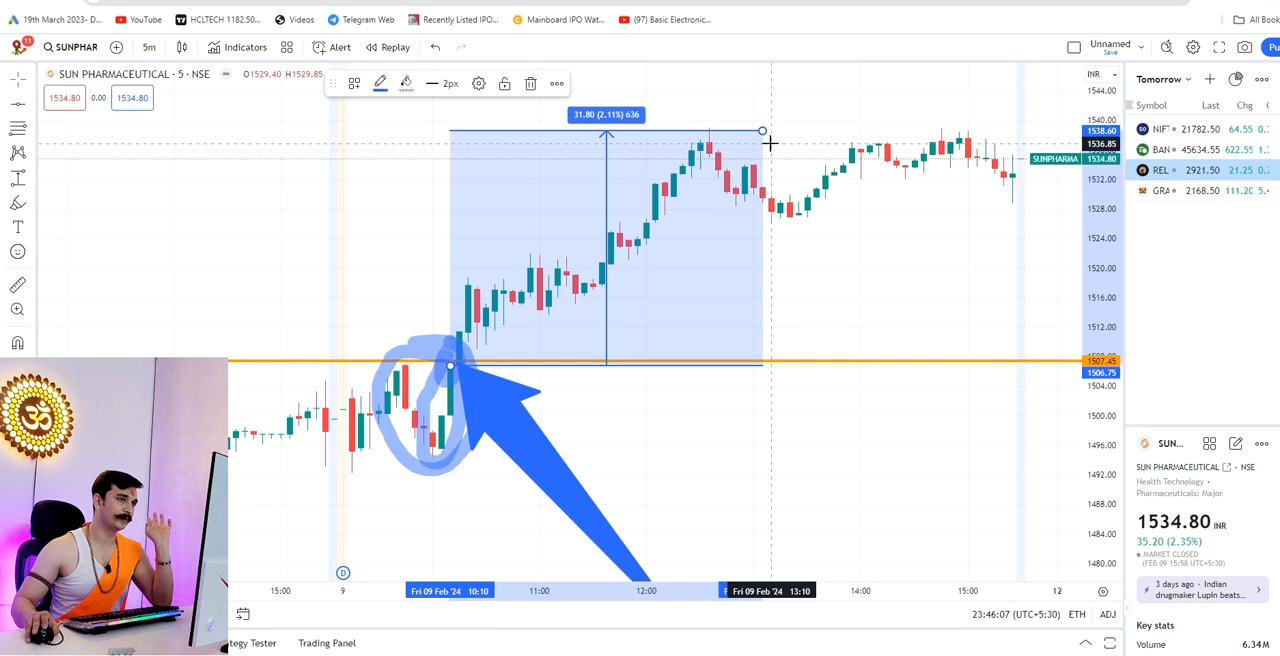 19th March 2023- D...
YouTube
HCLTECH 1182.50...
Videos
Telegram Web
Recently Listed IPO...
Mainboard IPO Wat...
(97) Basic Electronic...
All Book
11
SUNPHAR
5m
Indicators
Alert
Replay
Unnamed
Save
Pu
SUN PHARMACEUTICAL · 5 · NSE
O1529.40 H1529.85
2px
INR
Tomorrow
1534.80
0.00
1534.80
31.80 (2.11%) 636
Symbol
Last
Chg
NIF
21782.50
64.55
BAN
45634.55
622.55
REL
2921.50
21.25
GRA
2168.50
111.20
1544.00
1540.00
1538.60
1536.85
SUNPHARMA
1534.80
1532.00
1528.00
1524.00
1520.00
1516.00
1512.00
1507.45
1506.75
1504.00
1500.00
1496.00
1492.00
1488.00
1484.00
1480.00
ॐ
SUN...
SUN PHARMACEUTICAL
• NSE
Health Technology •
Pharmaceuticals: Major
1534.80 INR
35.20 (2.35%)
MARKET CLOSED
(FEB 09 15:58 UTC+5:30)
3 days ago · Indian
drugmaker Lupin beats...
Key stats
Volume
6.34M
D
15:00
9
Fri 09 Feb '24 10:10
11:00
12:00
Fri 09 Feb '24 13:10
14:00
15:00
12
23:46:07 (UTC+5:30)
ETH
ADJ
tegy Tester
Trading Panel